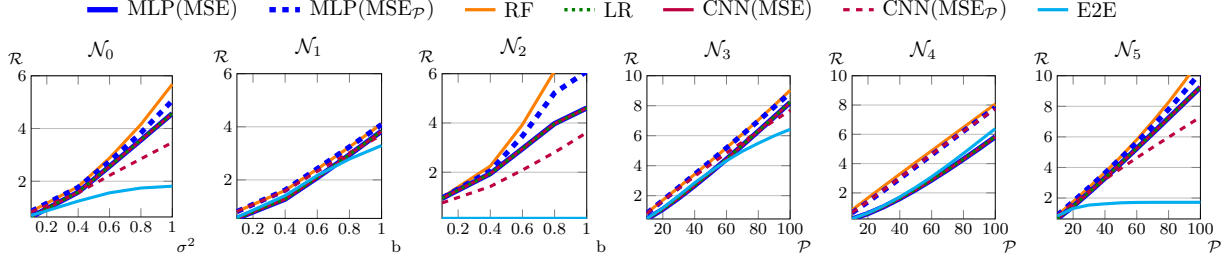 MLP(MSE) MLP(MSE𝒫) RF LR CNN(MSE) CNN(MSE𝒫) E2E
ℛ 𝒩₀ ℛ 𝒩₁ ℛ 𝒩₂ ℛ 𝒩₃ ℛ 𝒩₄ ℛ 𝒩₅
6 6 6 10 10 10
8 8 8
4 4 4 6 6 6
4 4 4
2 2 2 2 2 2
0.2 0.4 0.6 0.8 1 0.2 0.4 0.6 0.8 1 0.2 0.4 0.6 0.8 1 20 40 60 80 100 20 40 60 80 100 20 40 60 80 100
σ² b b 𝒫 𝒫 𝒫